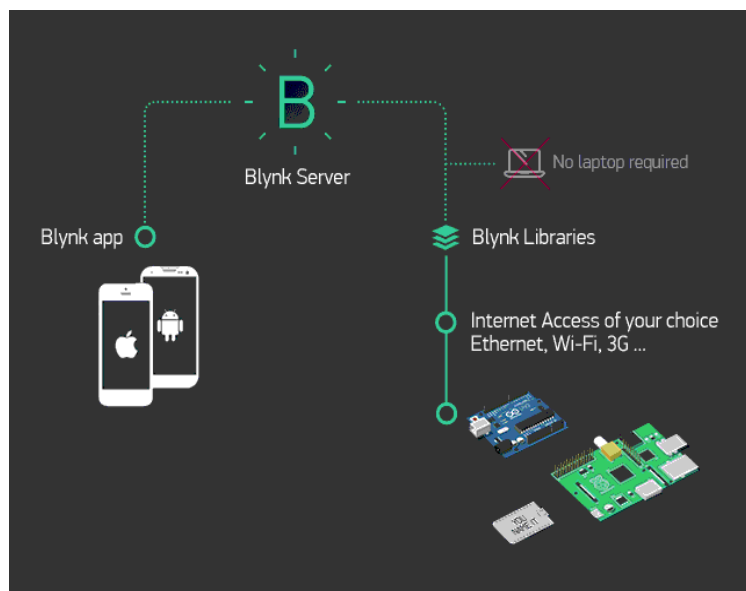 B
Blynk Server
No laptop required
Blynk app
Blynk Libraries
Internet Access of your choice
Ethernet, Wi-Fi, 3G ...
YOU
NAME IT